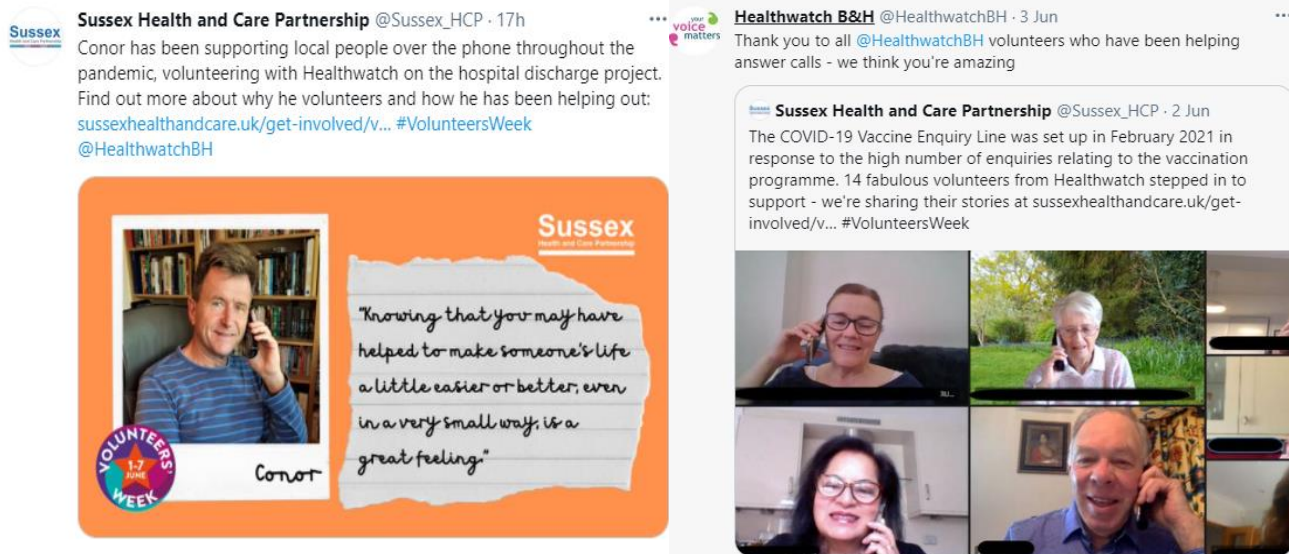 Sussex
Sussex Health and Care Partnership @Sussex_HCP · 17h
Conor has been supporting local people over the phone throughout the
pandemic, volunteering with Healthwatch on the hospital discharge project.
Find out more about why he volunteers and how he has been helping out:
sussexhealthandcare.uk/get-involved/v... #VolunteersWeek
@HealthwatchBH
Sussex
Health and Care Partnership
"Knowing that you may have
helped to make someone's life
a little easier or better, even
in a very small way, is a
great feeling."
Conor
VOLUNTEERS'
1-7
JUNE
WEEK
your
voice
matters
Healthwatch B&H @HealthwatchBH · 3 Jun
Thank you to all @HealthwatchBH volunteers who have been helping
answer calls - we think you're amazing
Sussex Health and Care Partnership @Sussex_HCP · 2 Jun
The COVID-19 Vaccine Enquiry Line was set up in February 2021 in
response to the high number of enquiries relating to the vaccination
programme. 14 fabulous volunteers from Healthwatch stepped in to
support - we're sharing their stories at sussexhealthandcare.uk/get-
involved/v... #VolunteersWeek